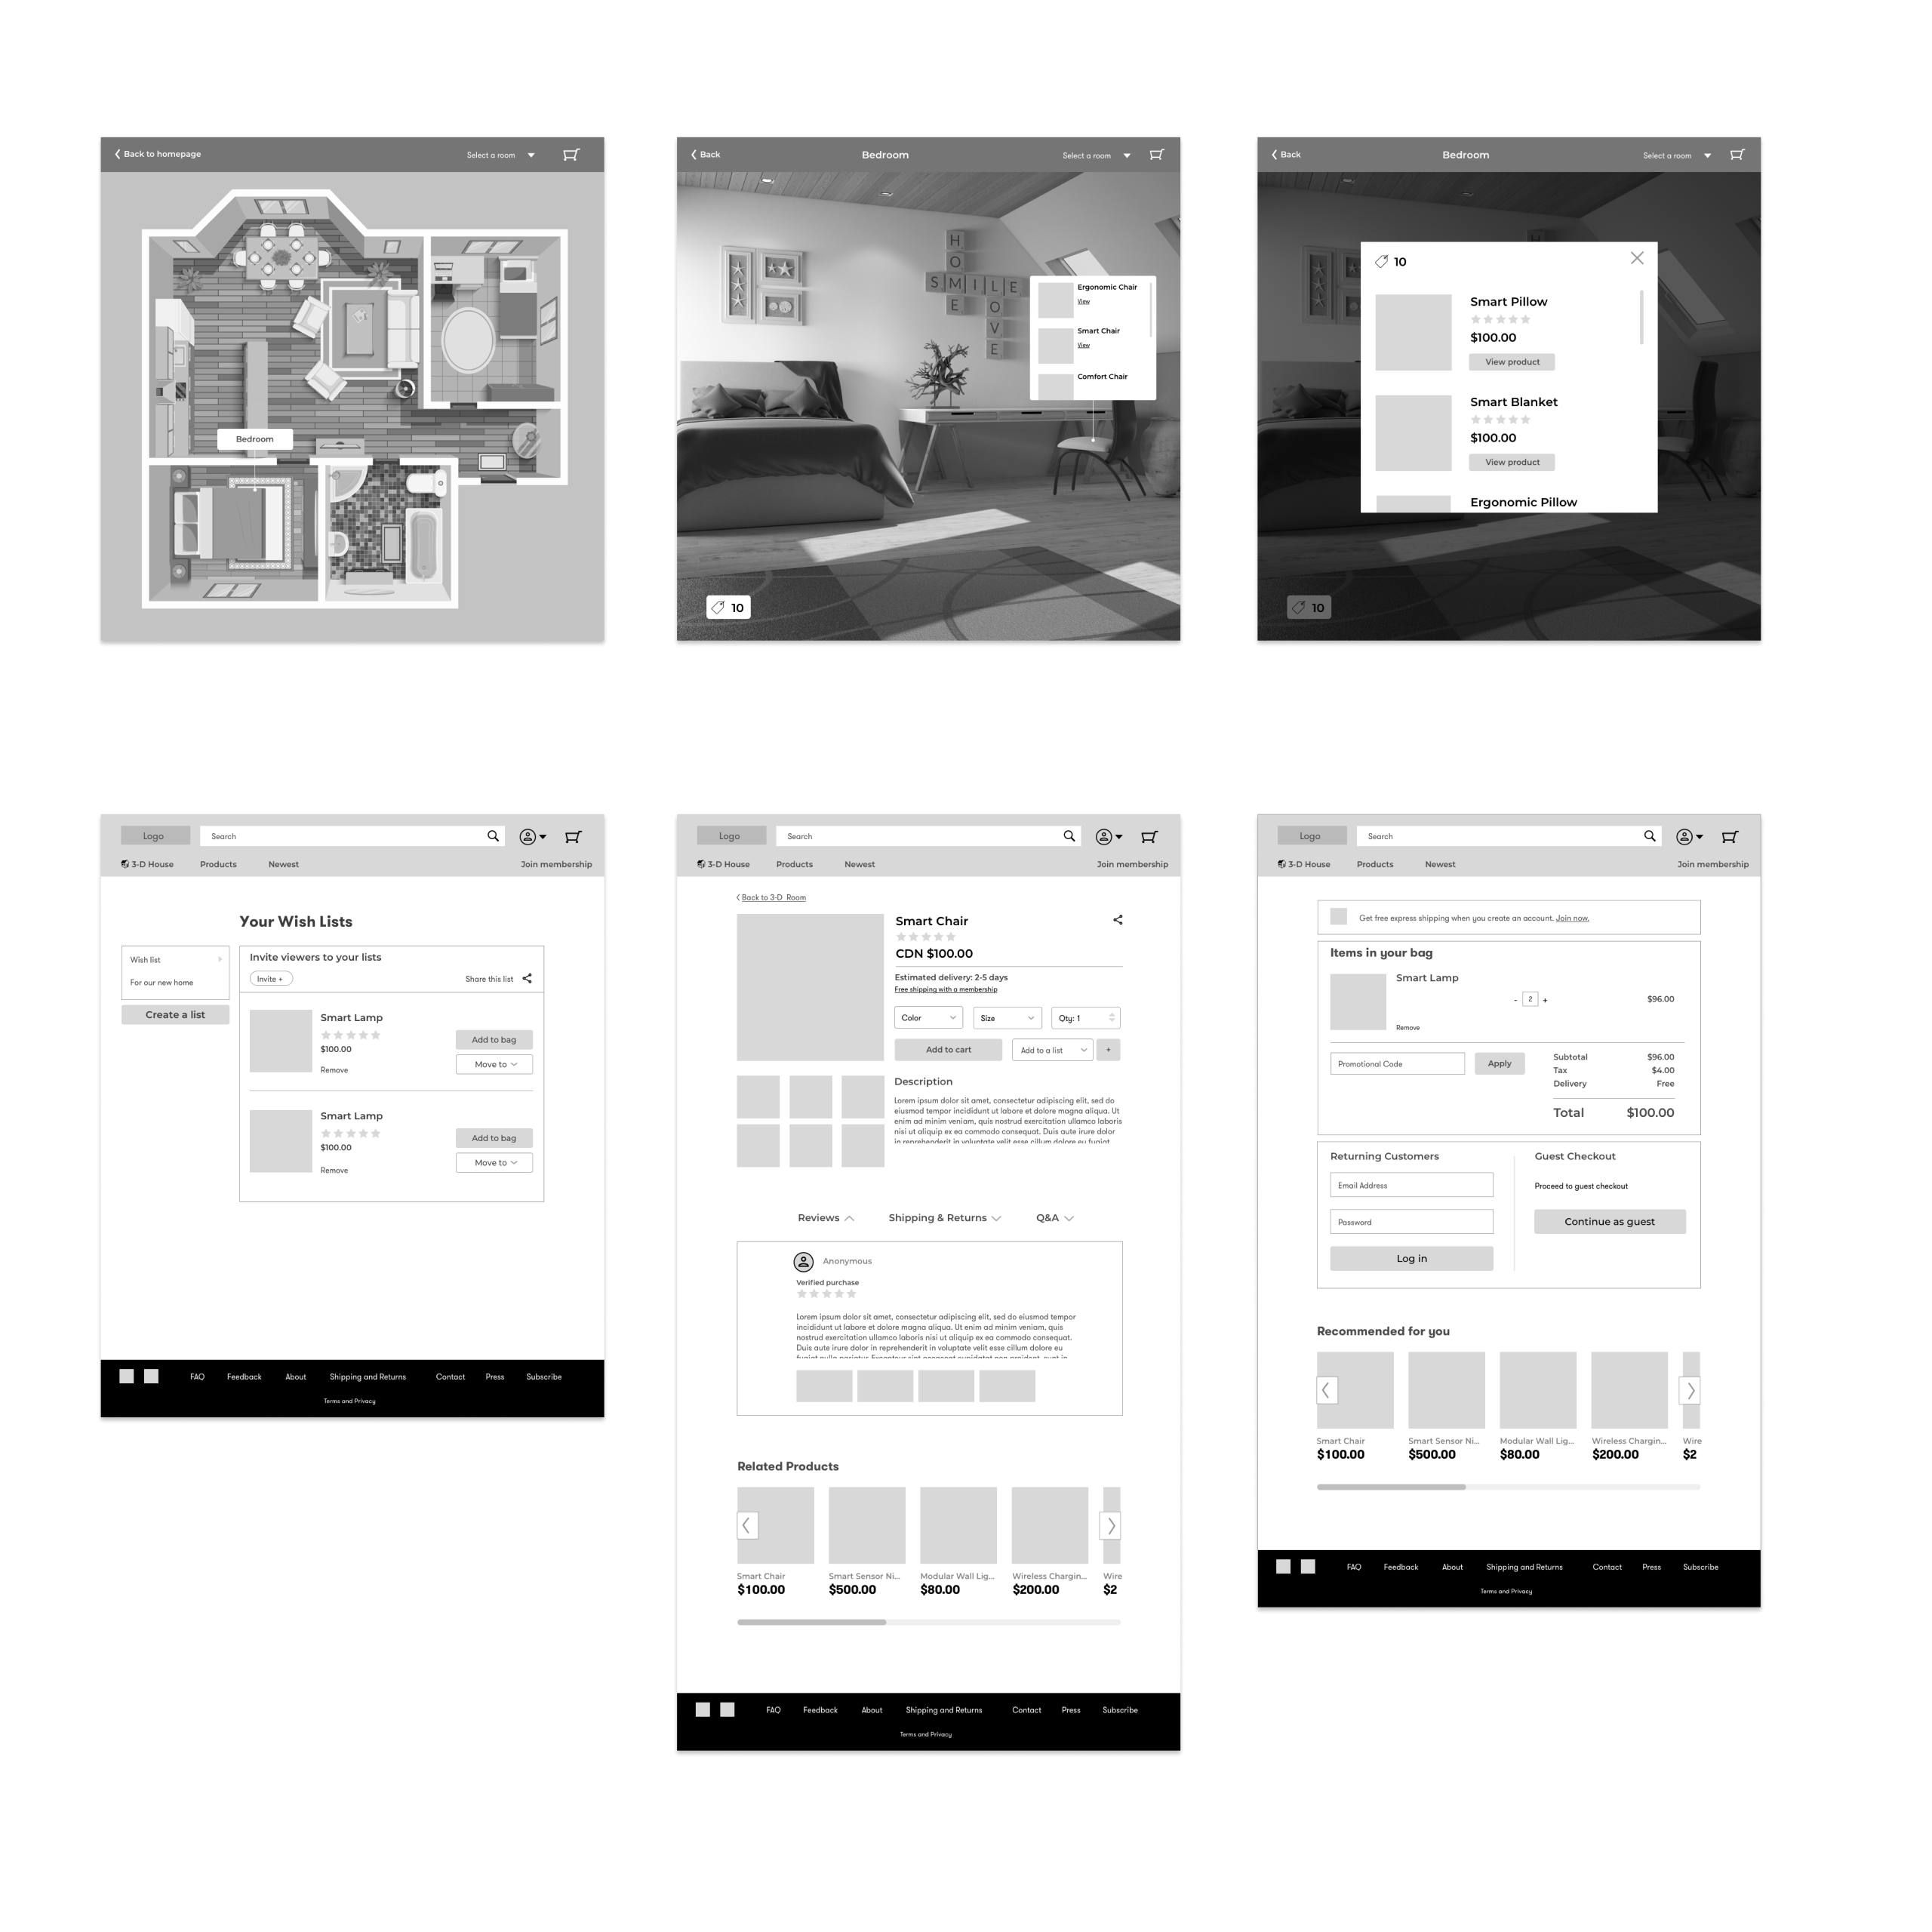 Back to homepage
Select a room
Bedroom
Back
Bedroom
Select a room
HOME
SMILE
LOVE
Ergonomic Chair
View
Smart Chair
View
Comfort Chair
10
Back
Bedroom
Select a room
10
Smart Pillow
$100.00
View product
Smart Blanket
$100.00
View product
Ergonomic Pillow
10
Logo
Search
3-D House
Products
Newest
Join membership
Your Wish Lists
Wish list
For our new home
Create a list
Invite viewers to your lists
Invite +
Share this list
Smart Lamp
$100.00
Remove
Add to bag
Move to
Smart Lamp
$100.00
Remove
Add to bag
Move to
FAQ
Feedback
About
Shipping and Returns
Contact
Press
Subscribe
Terms and Privacy
Logo
Search
3-D House
Products
Newest
Join membership
Back to 3-D Room
Smart Chair
CDN $100.00
Estimated delivery: 2-5 days
Free shipping with a membership
Color
Size
Qty: 1
Add to cart
Add to a list
+
Description
Lorem ipsum dolor sit amet, consectetur adipiscing elit, sed do
eiusmod tempor incididunt ut labore et dolore magna aliqua. Ut
enim ad minim veniam, quis nostrud exercitation ullamco laboris
nisi ut aliquip ex ea commodo consequat. Duis aute irure dolor
in reprehenderit in voluptate velit esse cillum dolore eu fugiat
Reviews
Shipping & Returns
Q&A
Anonymous
Verified purchase
Lorem ipsum dolor sit amet, consectetur adipiscing elit, sed do eiusmod tempor
incididunt ut labore et dolore magna aliqua. Ut enim ad minim veniam, quis
nostrud exercitation ullamco laboris nisi ut aliquip ex ea commodo consequat.
Duis aute irure dolor in reprehenderit in voluptate velit esse cillum dolore eu
fugiat nulla pariatur. Excepteur sint occaecat cupidatat non proident, sunt in
Related Products
Smart Chair
$100.00
Smart Sensor Ni...
$500.00
Modular Wall Lig...
$80.00
Wireless Chargin...
$200.00
Wire
$2
FAQ
Feedback
About
Shipping and Returns
Contact
Press
Subscribe
Terms and Privacy
Logo
Search
3-D House
Products
Newest
Join membership
Get free express shipping when you create an account. Join now.
Items in your bag
Smart Lamp
- 2 +
$96.00
Remove
Promotional Code
Apply
Subtotal $96.00
Tax $4.00
Delivery Free
Total $100.00
Returning Customers
Email Address
Password
Log in
Guest Checkout
Proceed to guest checkout
Continue as guest
Recommended for you
Smart Chair
$100.00
Smart Sensor Ni...
$500.00
Modular Wall Lig...
$80.00
Wireless Chargin...
$200.00
Wire
$2
FAQ
Feedback
About
Shipping and Returns
Contact
Press
Subscribe
Terms and Privacy